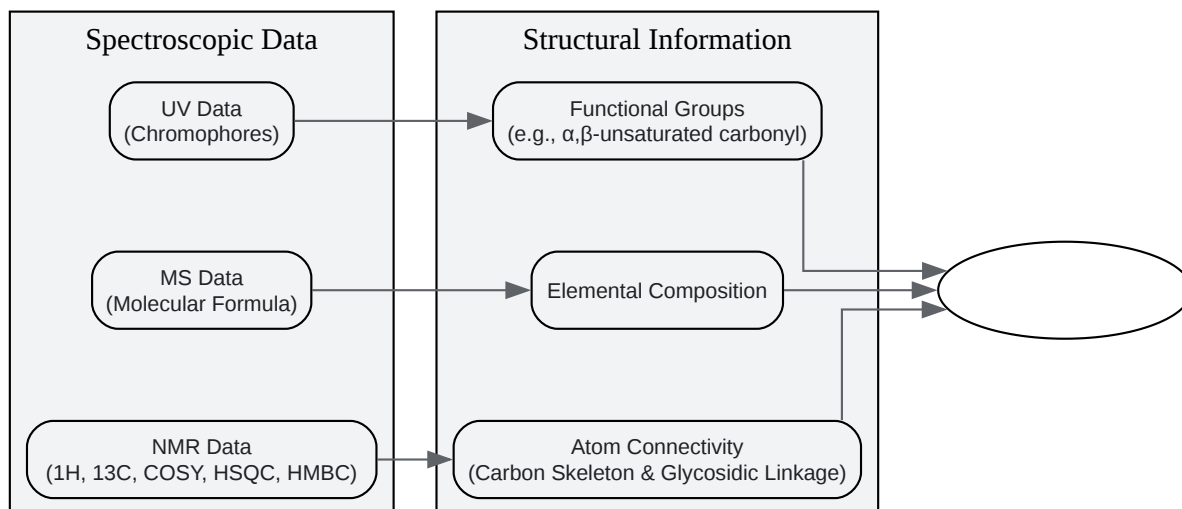 Spectroscopic Data
UV Data
(Chromophores)
MS Data
(Molecular Formula)
NMR Data
(1H, 13C, COSY, HSQC, HMBC)
Structural Information
Functional Groups
(e.g., α,β-unsaturated carbonyl)
Elemental Composition
Atom Connectivity
(Carbon Skeleton & Glycosidic Linkage)